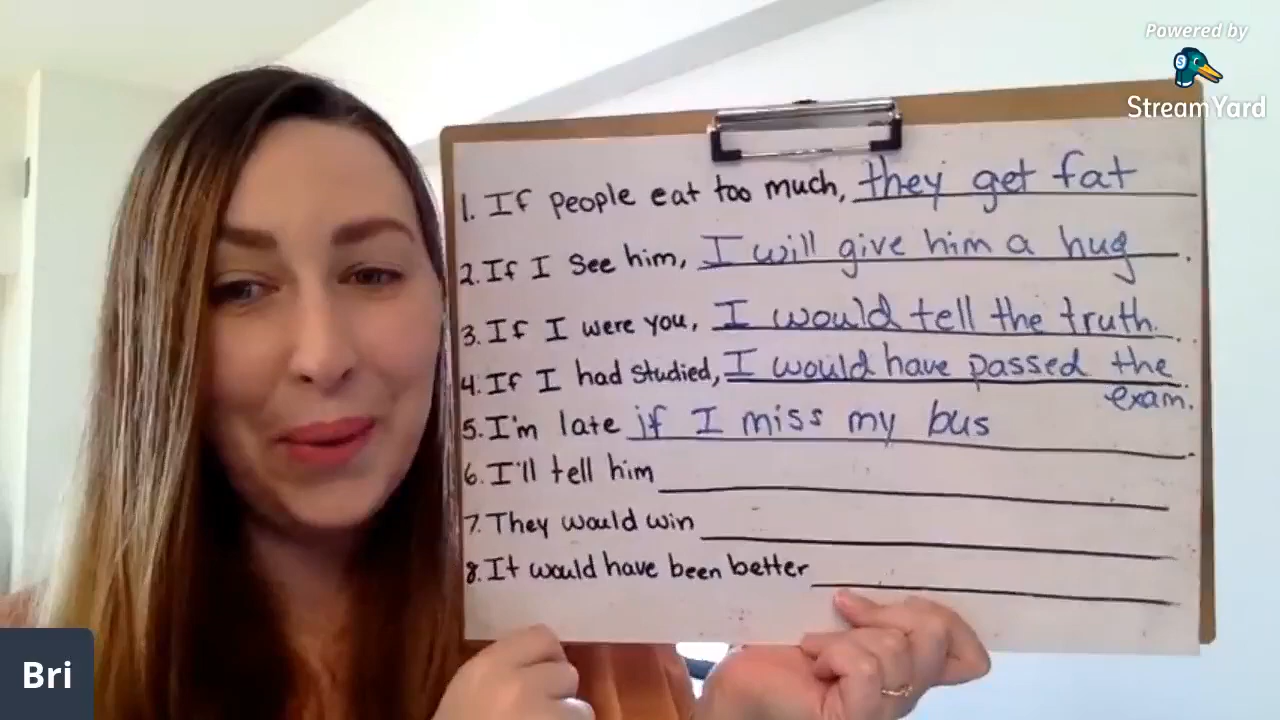 Powered by
StreamYard
1. If people eat too much, they get fat
2. If I see him, I will give him a hug.
3. If I were you, I would tell the truth.
4. If I had studied, I would have passed the
exam.
5. I'm late if I miss my bus.
6. I'll tell him
7. They would win
8. It would have been better
Bri